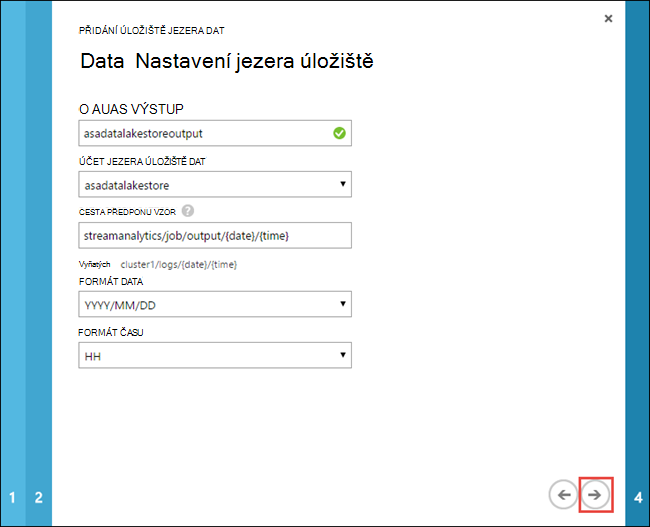 ×
PŘIDÁNÍ ÚLOŽIŠTĚ JEZERA DAT
Data Nastavení jezera úložiště
O AUAS VÝSTUP
asadatalakestoreoutput
ÚČET JEZERA ÚLOŽIŠTĚ DAT
asadatalakestore
CESTA PŘEDPONU VZOR ?
streamanalytics/job/output/{date}/{time}
Vyňatých cluster1/logs/{date}/{time}
FORMÁT DATA
YYYY/MM/DD
FORMÁT ČASU
HH
1 2 4